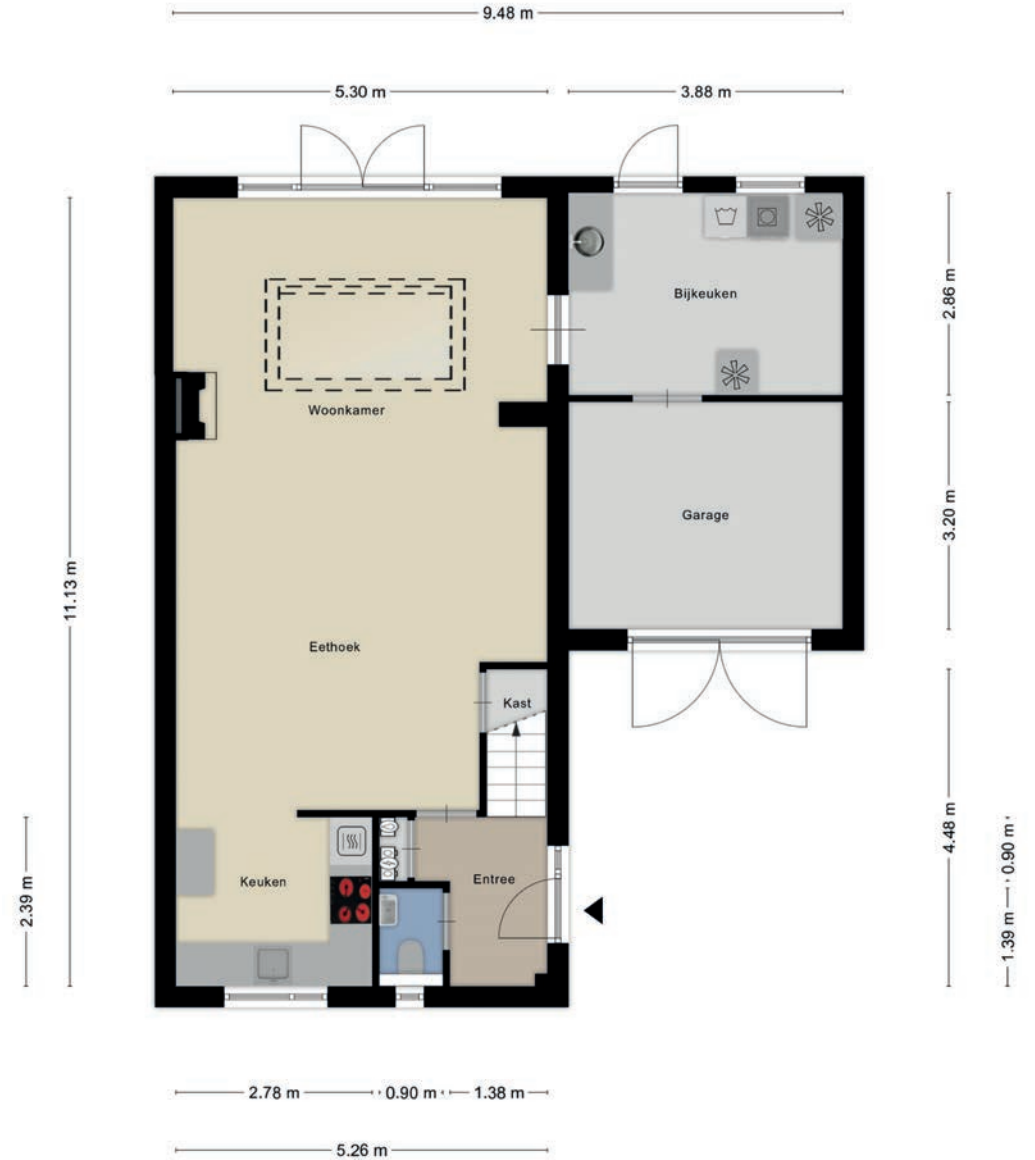 9.48 m
5.30 m
3.88 m
Bijkeuken
2.86 m
Woonkamer
Garage
3.20 m
11.13 m
Eethoek
Kast
4.48 m
0.90 m
2.39 m
Keuken
Entree
1.39 m
2.78 m
0.90 m
1.38 m
5.26 m